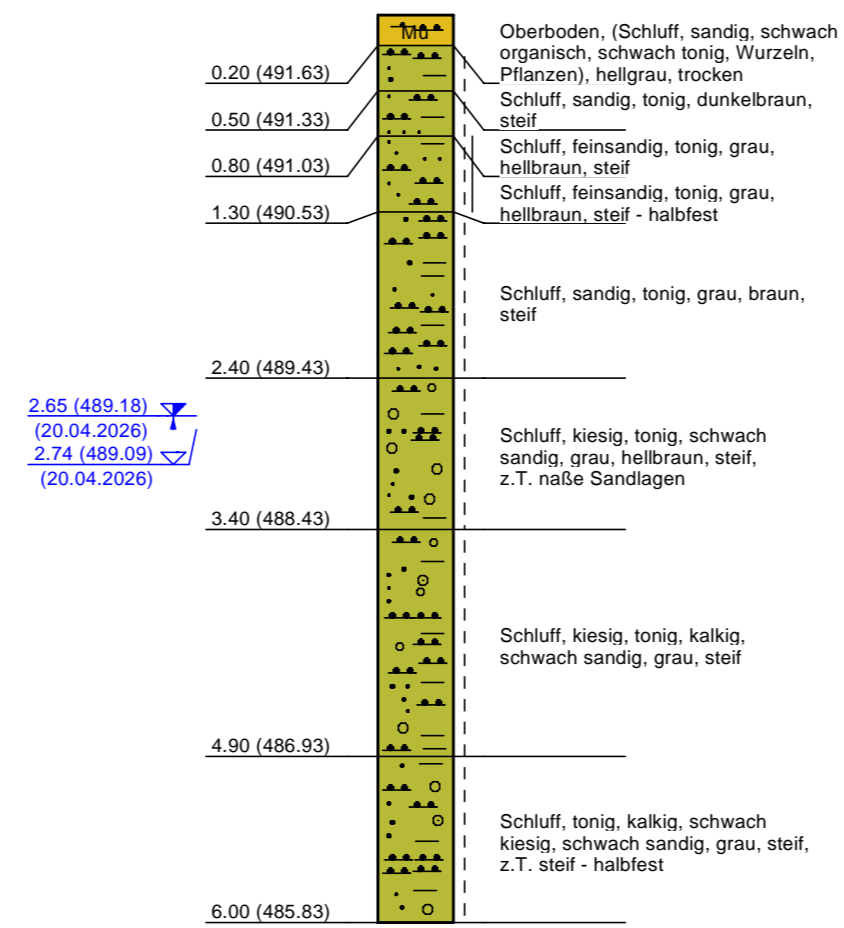 Mu
Oberboden, (Schluff, sandig, schwach
organisch, schwach tonig, Wurzeln,
Pflanzen), hellgrau, trocken
0.20 (491.63)
Schluff, sandig, tonig, dunkelbraun,
steif
0.50 (491.33)
Schluff, feinsandig, tonig, grau,
hellbraun, steif
0.80 (491.03)
Schluff, feinsandig, tonig, grau,
hellbraun, steif - halbfest
1.30 (490.53)
Schluff, sandig, tonig, grau, braun,
steif
2.40 (489.43)
2.65 (489.18)
(20.04.2026)
2.74 (489.09)
(20.04.2026)
Schluff, kiesig, tonig, schwach
sandig, grau, hellbraun, steif,
z.T. naße Sandlagen
3.40 (488.43)
Schluff, kiesig, tonig, kalkig,
schwach sandig, grau, steif
4.90 (486.93)
Schluff, tonig, kalkig, schwach
kiesig, schwach sandig, grau, steif,
z.T. steif - halbfest
6.00 (485.83)